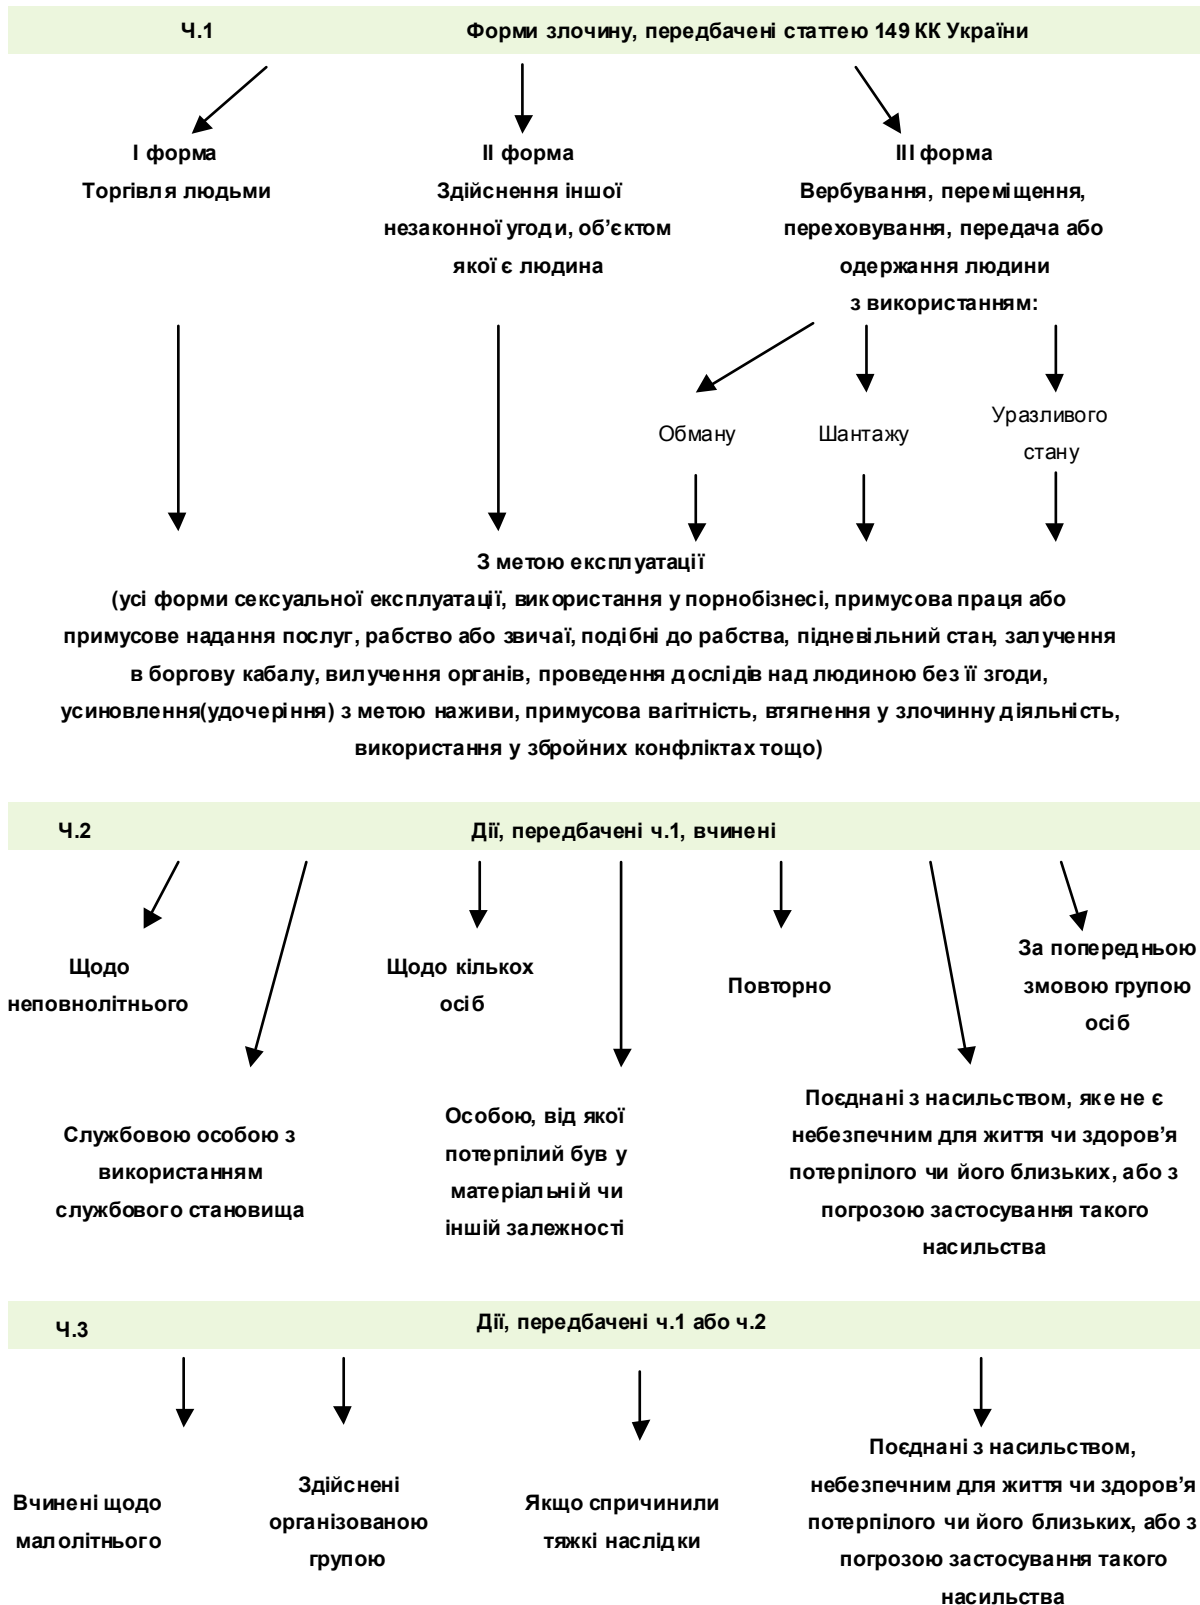 Ч.1 Форми злочину, передбачені статтею 149 КК України
І форма
Торгівля людьми
ІІ форма
Здійснення іншої
незаконної угоди, об’єктом
якої є людина
ІІІ форма
Вербування, переміщення,
переховування, передача або
одержання людини
з використанням:
Обману
Шантажу
Уразливого
стану
З метою експлуатації
(усі форми сексуальної експлуатації, використання у порнобізнесі, примусова праця або
примусове надання послуг, рабство або звичаї, подібні до рабства, підневільний стан, залучення
в боргову кабалу, вилучення органів, проведення дослідів над людиною без її згоди,
усиновлення(удочеріння) з метою наживи, примусова вагітність, втягнення у злочинну діяльність,
використання у збройних конфліктах тощо)
Ч.2 Дії, передбачені ч.1, вчинені
Щодо
неповнолітнього
Щодо кількох
осіб
Повторно
За попередньою
змовою групою
осіб
Службовою особою з
використанням
службового становища
Особою, від якої
потерпілий був у
матеріальній чи
іншій залежності
Поєднані з насильством, яке не є
небезпечним для життя чи здоров’я
потерпілого чи його близьких, або з
погрозою застосування такого
насильства
Ч.3 Дії, передбачені ч.1 або ч.2
Вчинені щодо
малолітнього
Здійснені
організованою
групою
Якщо спричинили
тяжкі наслідки
Поєднані з насильством,
небезпечним для життя чи здоров’я
потерпілого чи його близьких, або з
погрозою застосування такого
насильства